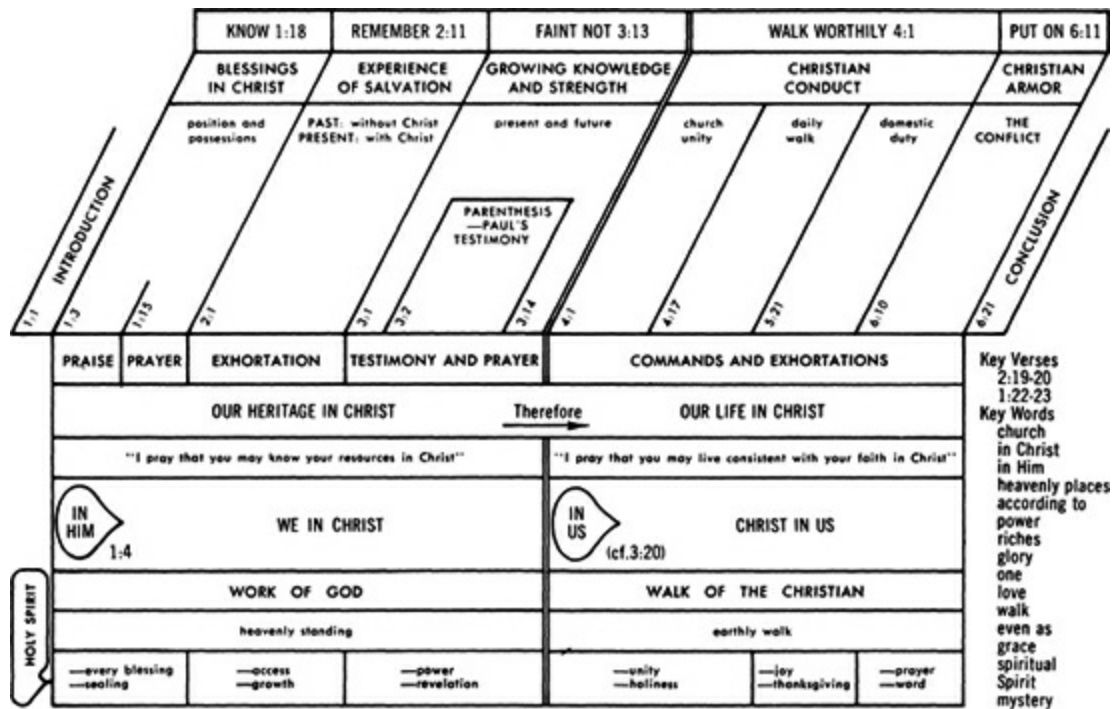 KNOW 1:18
REMEMBER 2:11
FAINT NOT 3:13
WALK WORTHILY 4:1
PUT ON 6:11
BLESSINGS
IN CHRIST
EXPERIENCE
OF SALVATION
GROWING KNOWLEDGE
AND STRENGTH
CHRISTIAN
CONDUCT
CHRISTIAN
ARMOR
position and
possessions
PAST: without Christ
PRESENT: with Christ
present and future
church
unity
daily
walk
domestic
duty
THE
CONFLICT
PARENTHESIS
—PAUL'S
TESTIMONY
INTRODUCTION
CONCLUSION
1:1
1:3
1:15
2:1
3:1
3:2
3:14
4:1
4:17
5:21
6:10
6:21
PRAISE
PRAYER
EXHORTATION
TESTIMONY AND PRAYER
COMMANDS AND EXHORTATIONS
OUR HERITAGE IN CHRIST
Therefore
OUR LIFE IN CHRIST
"I pray that you may know your resources in Christ"
"I pray that you may live consistent with your faith in Christ"
IN
HIM
1:4
WE IN CHRIST
IN
US
(cf.3:20)
CHRIST IN US
WORK OF GOD
WALK OF THE CHRISTIAN
heavenly standing
earthly walk
HOLY SPIRIT
—every blessing
—sealing
—access
—growth
—power
—revelation
—unity
—holiness
—joy
—thanksgiving
—prayer
—word
Key Verses
2:19-20
1:22-23
Key Words
church
in Christ
in Him
heavenly places
according to
power
riches
glory
one
love
walk
even as
grace
spiritual
Spirit
mystery